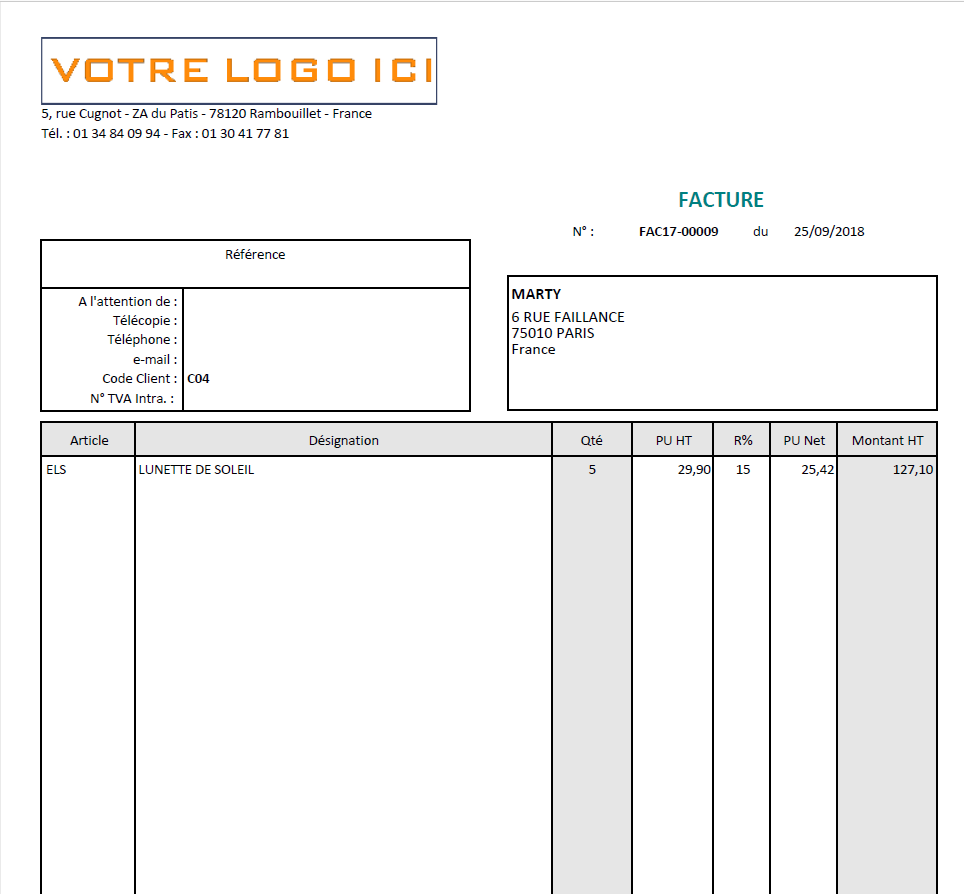 VOTRE LOGO ICI
5, rue Cugnot - ZA du Patis - 78120 Rambouillet - France
Tél. : 01 34 84 09 94 - Fax : 01 30 41 77 81
FACTURE
N° : FAC17-00009 du 25/09/2018
Référence
A l'attention de :
Télécopie :
Téléphone :
e-mail :
Code Client : C04
N° TVA Intra. :
MARTY
6 RUE FAILLANCE
75010 PARIS
France
Article Désignation Qté PU HT R% PU Net Montant HT
ELS LUNETTE DE SOLEIL 5 29,90 15 25,42 127,10